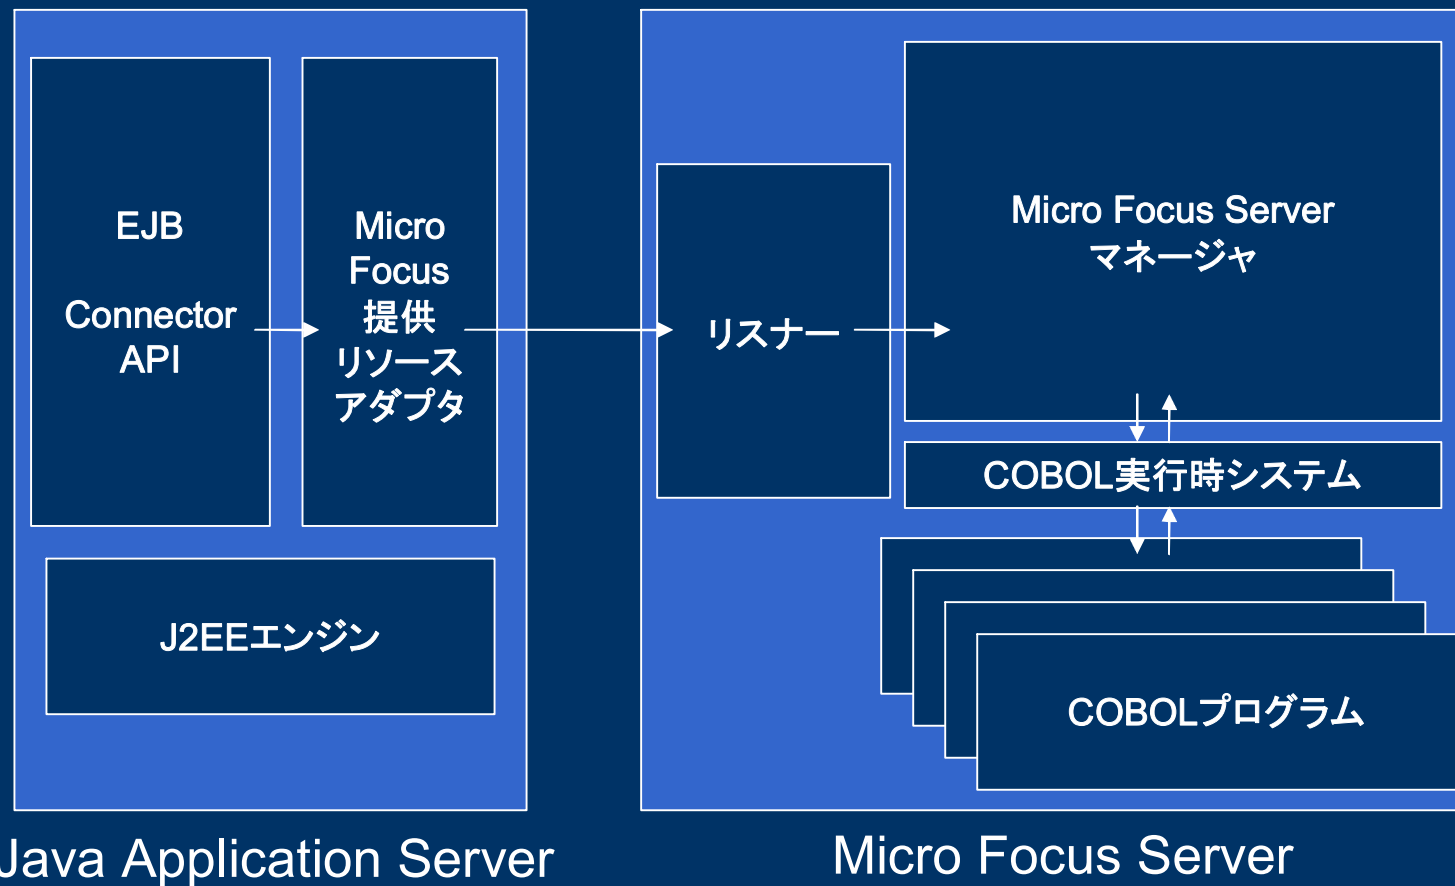 EJB
Connector
API
Micro
Focus
提供
リソース
アダプタ
J2EEエンジン
Java Application Server
リスナー
Micro Focus Server
マネージャ
COBOL実行時システム
COBOLプログラム
Micro Focus Server